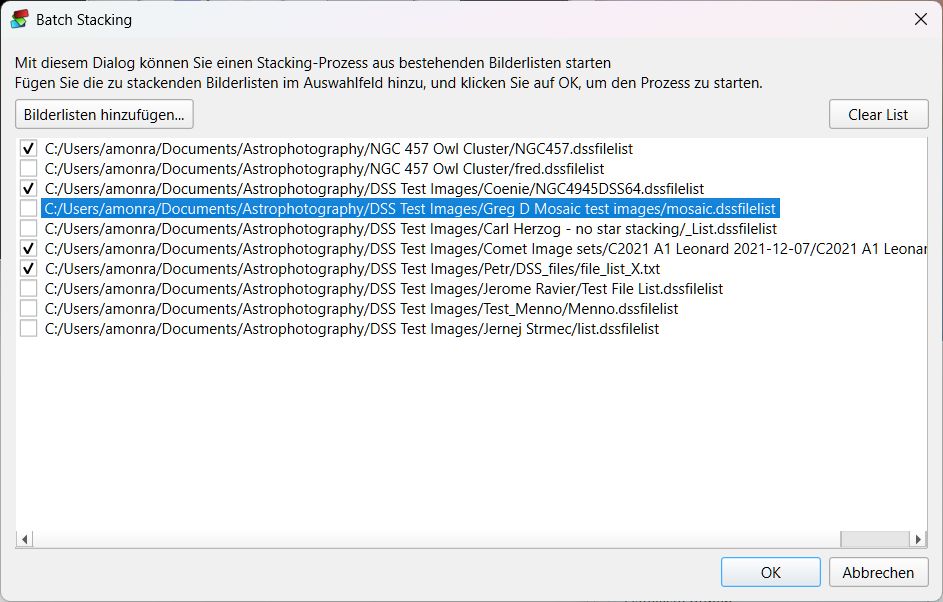 Batch Stacking
Mit diesem Dialog können Sie einen Stacking-Prozess aus bestehenden Bilderlisten starten
Fügen Sie die zu stackenden Bilderlisten im Auswahlfeld hinzu, und klicken Sie auf OK, um den Prozess zu starten.
Bilderlisten hinzufügen... Clear List
C:/Users/amonra/Documents/Astrophotography/NGC 457 Owl Cluster/NGC457.dssfilelist
C:/Users/amonra/Documents/Astrophotography/NGC 457 Owl Cluster/fred.dssfilelist
C:/Users/amonra/Documents/Astrophotography/DSS Test Images/Coenie/NGC4945DSS64.dssfilelist
C:/Users/amonra/Documents/Astrophotography/DSS Test Images/Greg D Mosaic test images/mosaic.dssfilelist
C:/Users/amonra/Documents/Astrophotography/DSS Test Images/Carl Herzog - no star stacking/_List.dssfilelist
C:/Users/amonra/Documents/Astrophotography/DSS Test Images/Comet Image sets/C2021 A1 Leonard 2021-12-07/C2021 A1 Leonar
C:/Users/amonra/Documents/Astrophotography/DSS Test Images/Petr/DSS_files/file_list_X.txt
C:/Users/amonra/Documents/Astrophotography/DSS Test Images/Jerome Ravier/Test File List.dssfilelist
C:/Users/amonra/Documents/Astrophotography/DSS Test Images/Test_Menno/Menno.dssfilelist
C:/Users/amonra/Documents/Astrophotography/DSS Test Images/Jernej Strmec/list.dssfilelist
OK Abbrechen